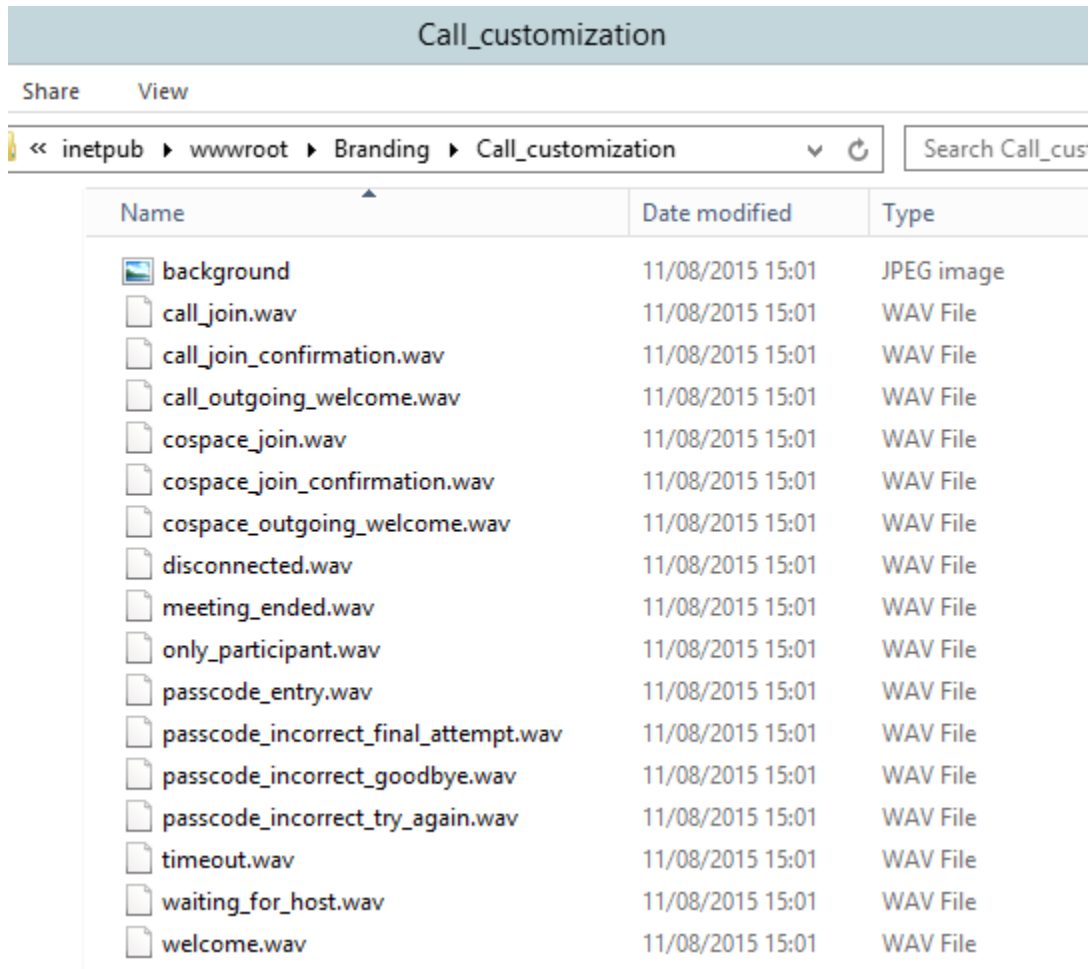 Call_customization
Share View
« inetpub ▸ wwwroot ▸ Branding ▸ Call_customization Search Call_cus
Name Date modified Type
background 11/08/2015 15:01 JPEG image
call_join.wav 11/08/2015 15:01 WAV File
call_join_confirmation.wav 11/08/2015 15:01 WAV File
call_outgoing_welcome.wav 11/08/2015 15:01 WAV File
cospace_join.wav 11/08/2015 15:01 WAV File
cospace_join_confirmation.wav 11/08/2015 15:01 WAV File
cospace_outgoing_welcome.wav 11/08/2015 15:01 WAV File
disconnected.wav 11/08/2015 15:01 WAV File
meeting_ended.wav 11/08/2015 15:01 WAV File
only_participant.wav 11/08/2015 15:01 WAV File
passcode_entry.wav 11/08/2015 15:01 WAV File
passcode_incorrect_final_attempt.wav 11/08/2015 15:01 WAV File
passcode_incorrect_goodbye.wav 11/08/2015 15:01 WAV File
passcode_incorrect_try_again.wav 11/08/2015 15:01 WAV File
timeout.wav 11/08/2015 15:01 WAV File
waiting_for_host.wav 11/08/2015 15:01 WAV File
welcome.wav 11/08/2015 15:01 WAV File